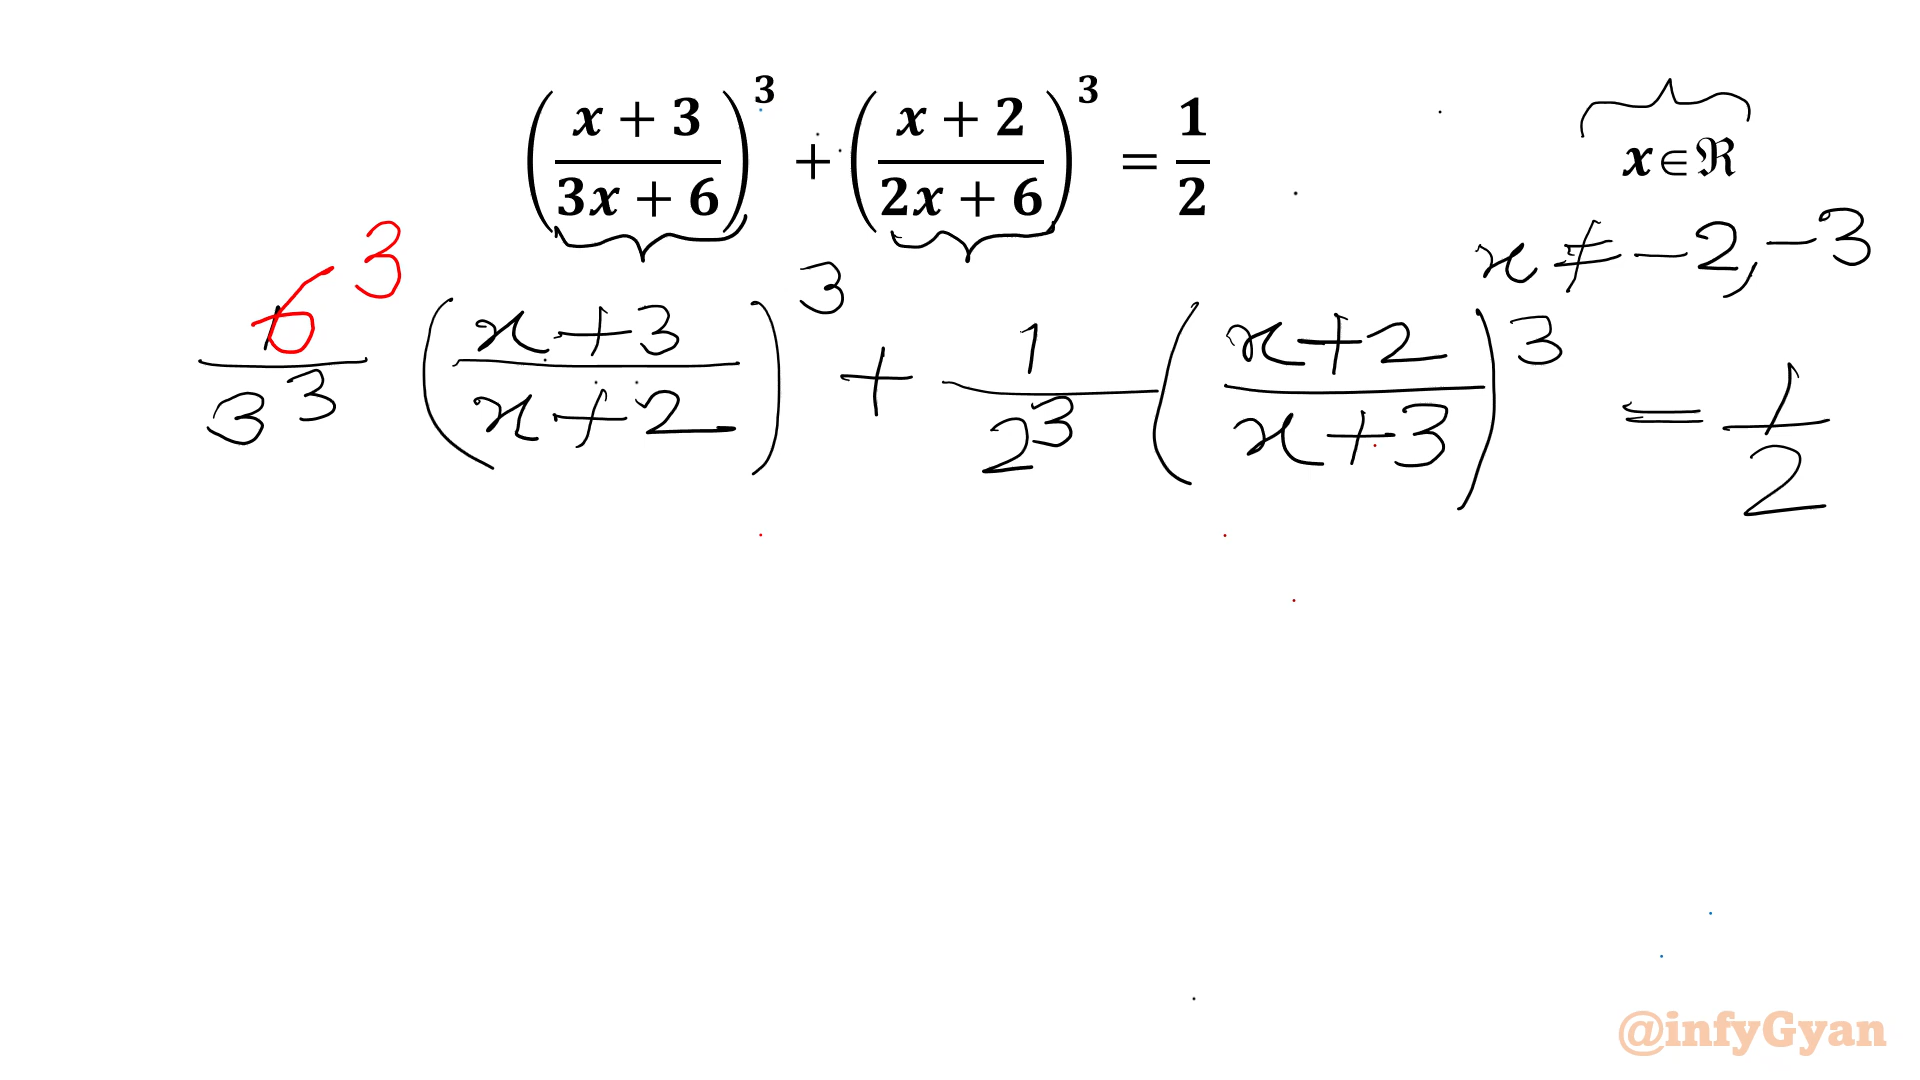 (x + 3 / 3x + 6)³ + (x + 2 / 2x + 6)³ = 1/2
x ∈ ℜ
x ≠ -2, -3
6³
1/3³ (x+3 / x+2)³ + 1/2³ (x+2 / x+3)³ = 1/2
@infyGyan